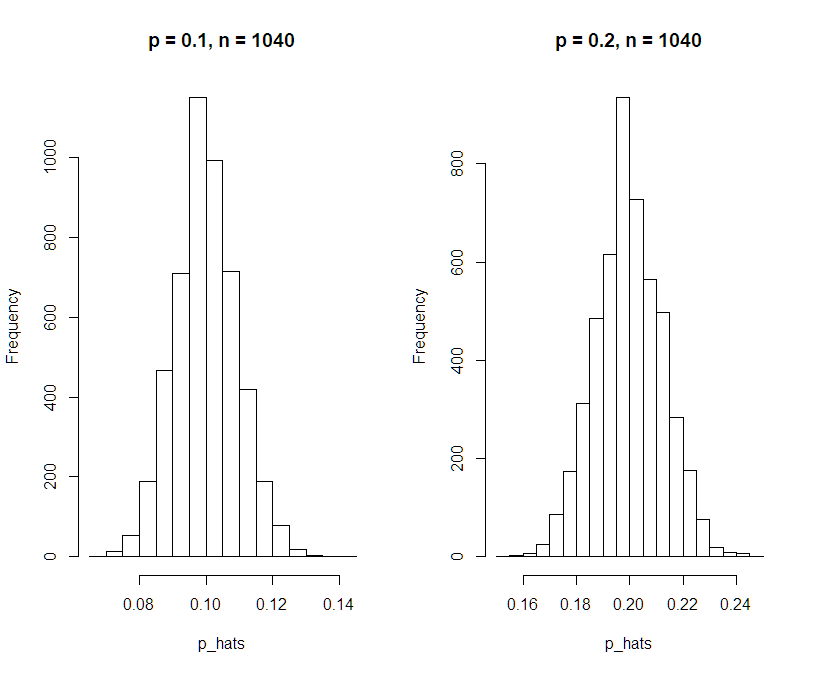 p = 0.1, n = 1040
Frequency
0
200
400
600
800
1000
0.08 0.10 0.12 0.14
p_hats
p = 0.2, n = 1040
Frequency
0
200
400
600
800
0.16 0.18 0.20 0.22 0.24
p_hats